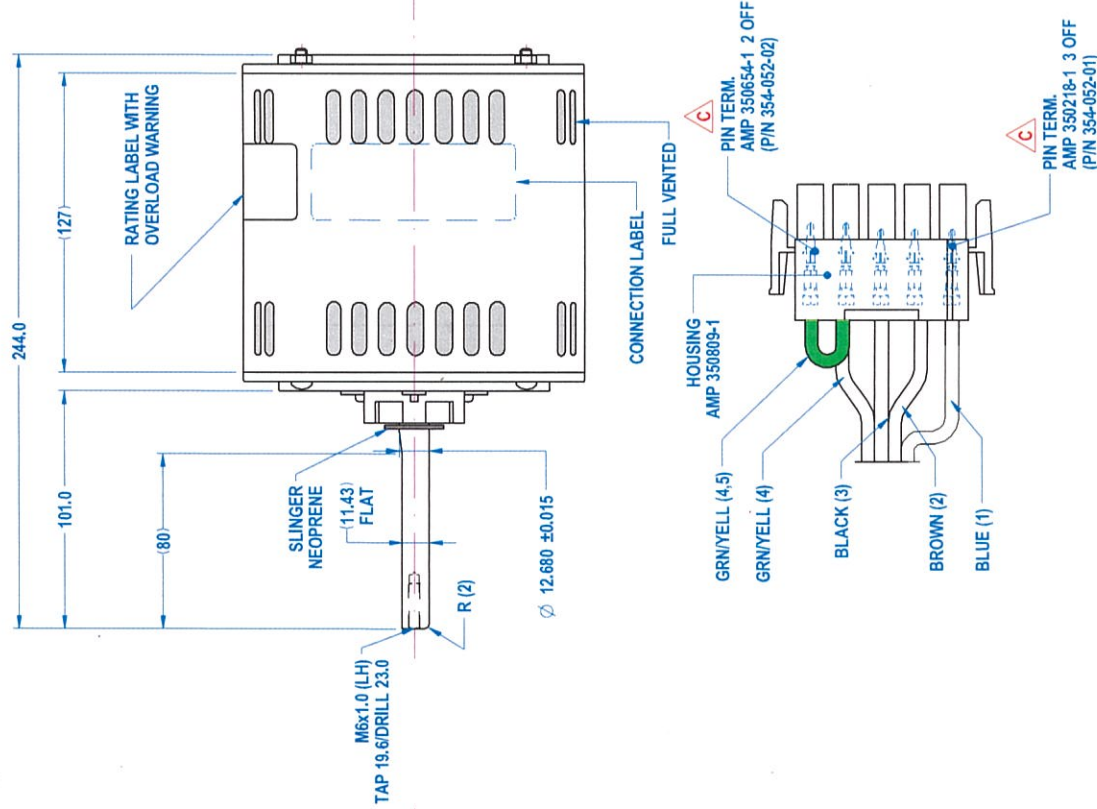 244.0
(127)
RATING LABEL WITH
OVERLOAD WARNING
101.0
(80)
SLINGER
NEOPRENE
(11.43)
FLAT
M6x1.0 (LH)
TAP 19.6/DRILL 23.0
R (2)
Ø 12.680 ±0.015
CONNECTION LABEL
FULL VENTED
C
PIN TERM.
AMP 350654-1 2 OFF
(P/N 354-052-02)
HOUSING
AMP 350809-1
C
PIN TERM.
AMP 350218-1 3 OFF
(P/N 354-052-01)
GRN/YELL (4,5)
GRN/YELL (4)
BLACK (3)
BROWN (2)
BLUE (1)